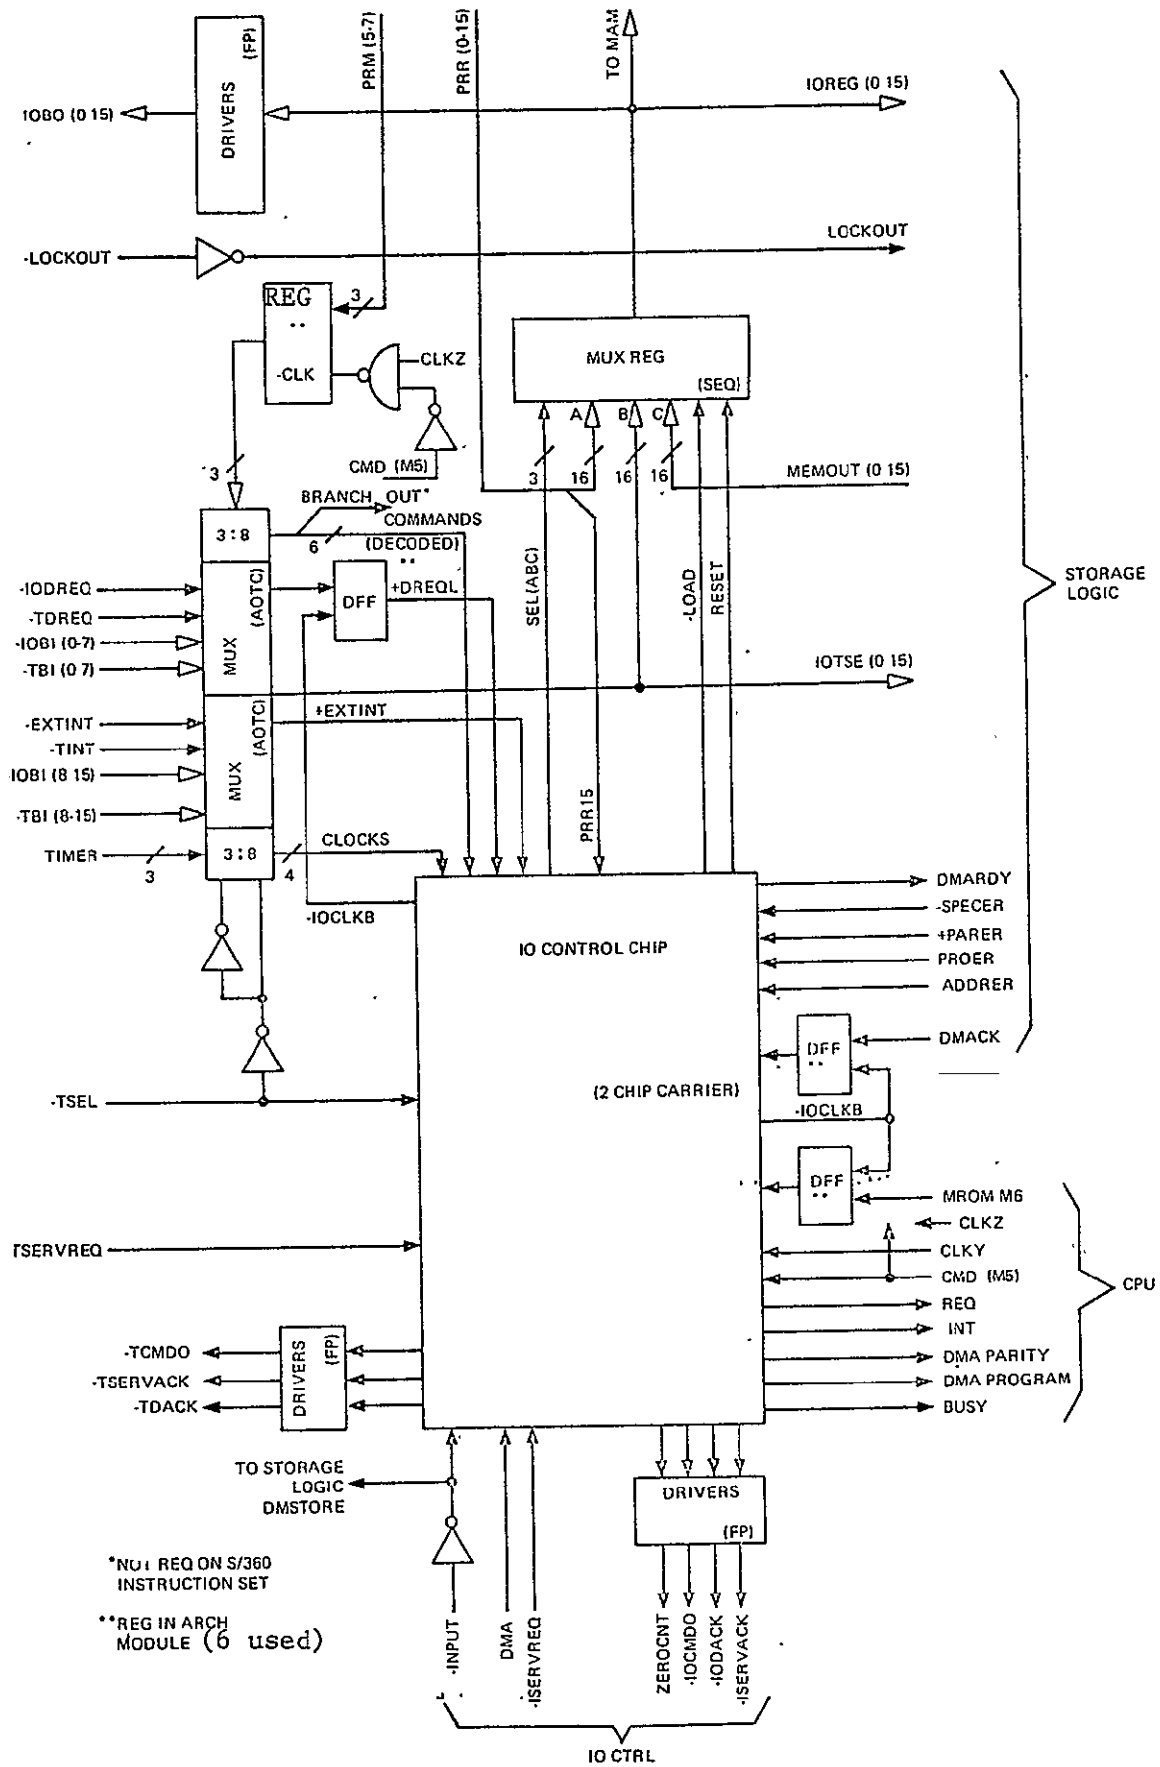 (FP)
DRIVERS
IOBO (0 15)
PRM (5-7)
PRR (0-15)
TO MAM
IOREG (0 15)
-LOCKOUT
LOCKOUT
REG
..
-CLK
3
CLKZ
CMD (M5)
MUX REG
(SEQ)
A
B
C
3
16
16
16
MEMOUT (0 15)
3
BRANCH OUT*
3:8
6
COMMANDS
(DECODED)
..
SEL(ABC)
-LOAD
RESET
STORAGE
LOGIC
-IODREQ
-TDREQ
-IOBI (0-7)
-TBI (0 7)
MUX
(AOTC)
DFF
+DREQL
IOTSE (0 15)
-EXTINT
-TINT
IOBI (8 15)
-TBI (8-15)
MUX
(AOTC)
+EXTINT
PRR15
TIMER
3
3:8
4
CLOCKS
-IOCLKB
IO CONTROL CHIP
DMARDY
-SPECER
+PARER
PROER
ADDRER
DMACK
DFF
..
(2 CHIP CARRIER)
-IOCLKB
-TSEL
DFF
..
MROM M6
CLKZ
CLKY
CMD (M5)
REQ
INT
DMA PARITY
DMA PROGRAM
BUSY
CPU
TSERVREQ
-TCMDO
-TSERVACK
-TDACK
DRIVERS
(FP)
TO STORAGE
LOGIC
DMSTORE
DRIVERS
(FP)
*NOT REQ ON S/360
INSTRUCTION SET
**REG IN ARCH
MODULE (6 used)
-INPUT
DMA
-ISERVREQ
ZEROCNT
-IOCMDO
-IODACK
-ISERVACK
IO CTRL